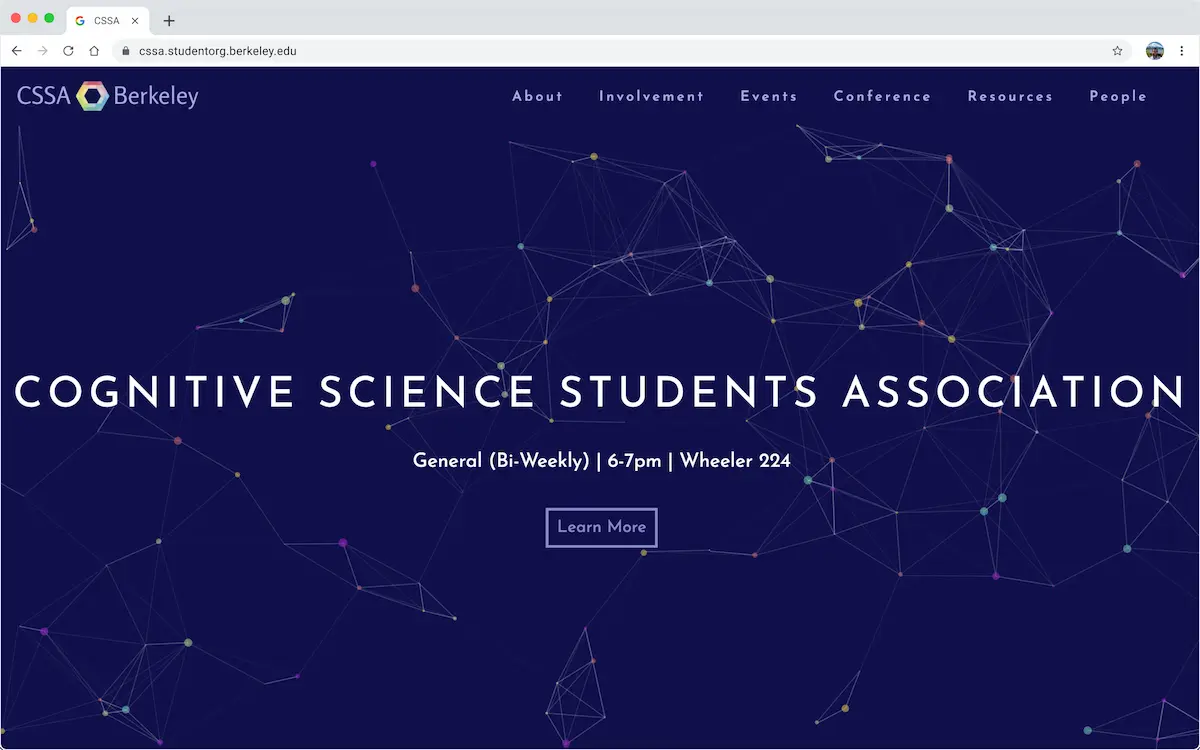 CSSA
cssa.studentorg.berkeley.edu
CSSA Berkeley
About Involvement Events Conference Resources People
COGNITIVE SCIENCE STUDENTS ASSOCIATION
General (Bi-Weekly) | 6-7pm | Wheeler 224
Learn More